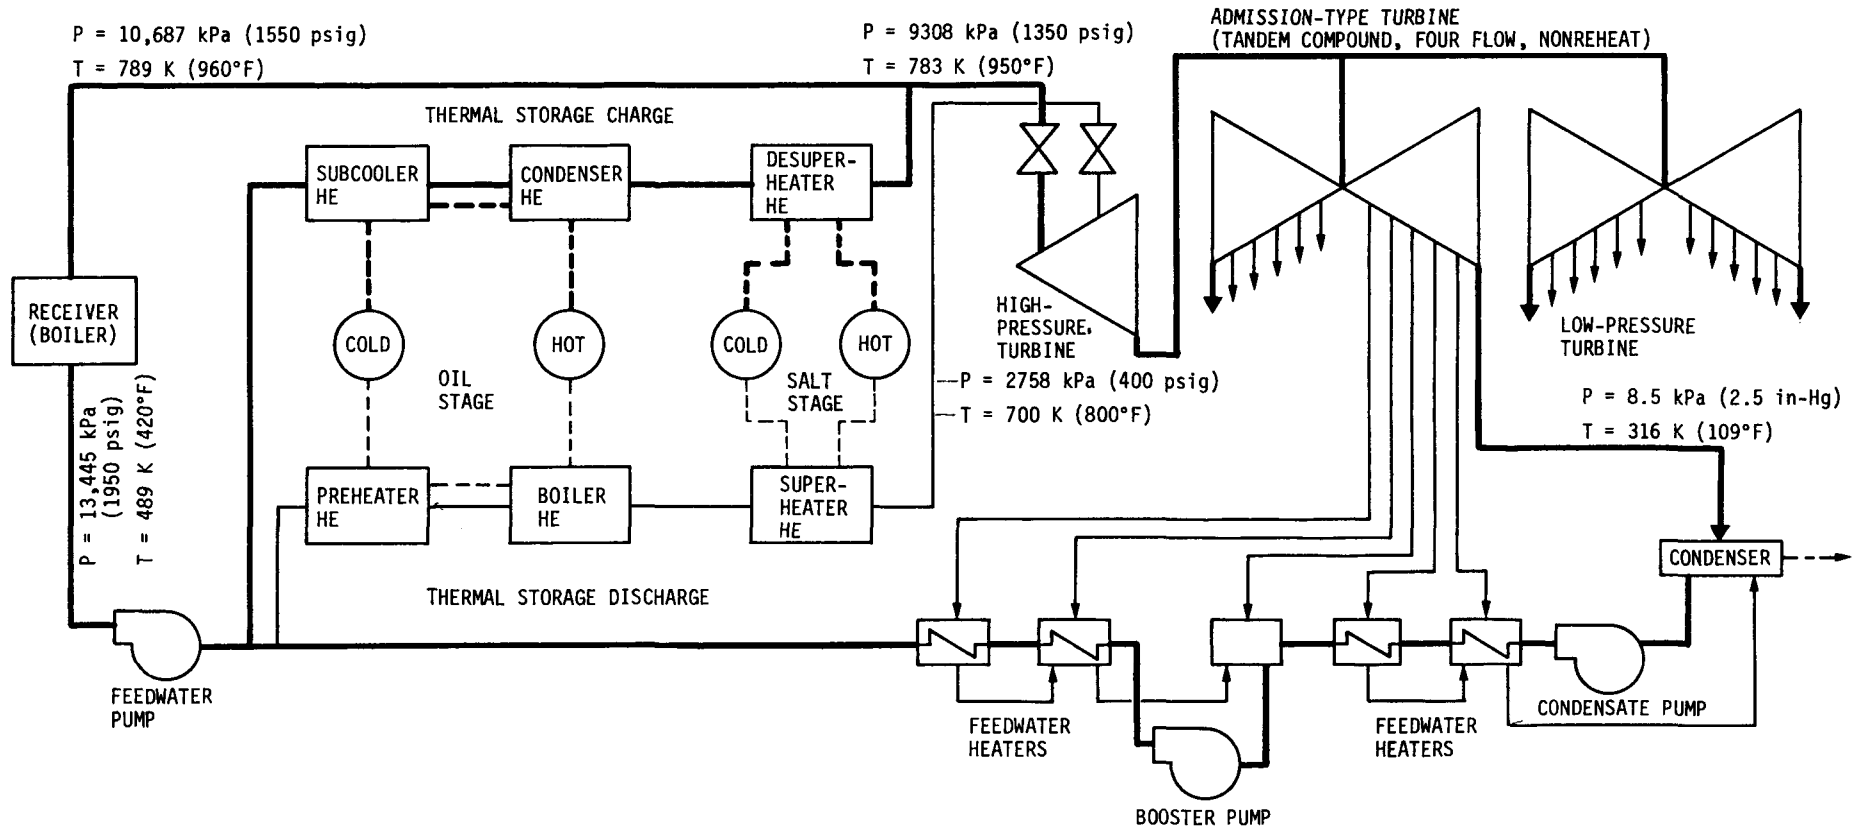 P = 10,687 kPa (1550 psig)
T = 789 K (960°F)
P = 9308 kPa (1350 psig)
T = 783 K (950°F)
ADMISSION-TYPE TURBINE
(TANDEM COMPOUND, FOUR FLOW, NONREHEAT)
THERMAL STORAGE CHARGE
SUBCOOLER
HE
CONDENSER
HE
DESUPER-
HEATER
HE
RECEIVER
(BOILER)
COLD
HOT
COLD
HOT
HIGH-
PRESSURE
TURBINE
LOW-PRESSURE
TURBINE
OIL
STAGE
SALT
STAGE
P = 2758 kPa (400 psig)
T = 700 K (800°F)
P = 8.5 kPa (2.5 in-Hg)
T = 316 K (109°F)
P = 13,445 kPa
(1950 psig)
T = 489 K (420°F)
PREHEATER
HE
BOILER
HE
SUPER-
HEATER
HE
CONDENSER
THERMAL STORAGE DISCHARGE
FEEDWATER
PUMP
FEEDWATER
HEATERS
FEEDWATER
HEATERS
CONDENSATE PUMP
BOOSTER PUMP